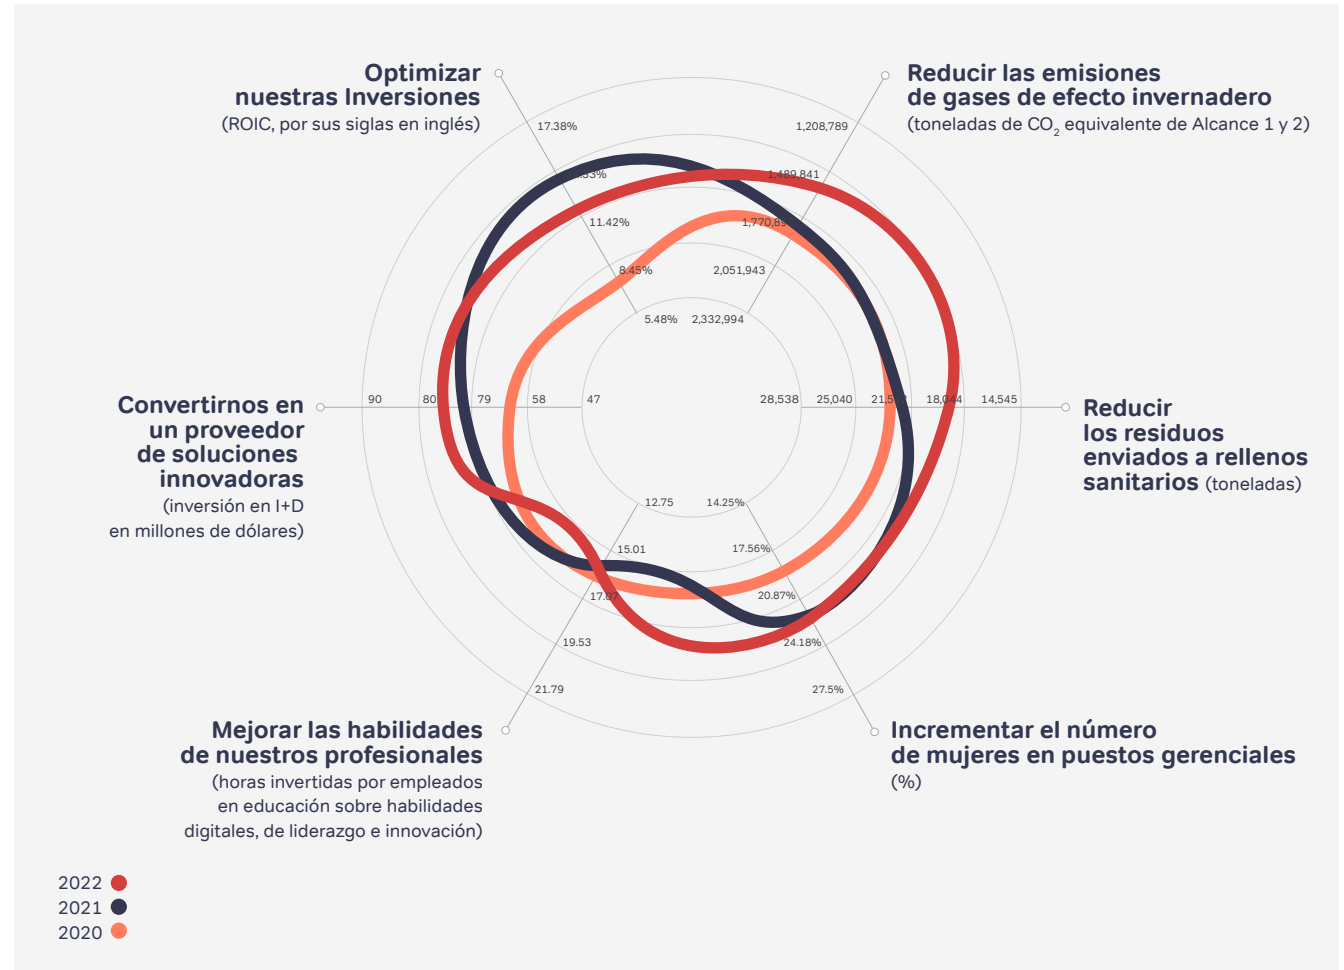 Optimizar
nuestras Inversiones
(ROIC, por sus siglas en inglés)
Reducir las emisiones
de gases de efecto invernadero
(toneladas de CO2 equivalente de Alcance 1 y 2)
17.38%
1,208,789
1,489,841
11.42%
8.45%
2,051,943
5.48%
2,332,994
Convertirnos en
un proveedor
de soluciones
innovadoras
(inversión en I+D
en millones de dólares)
90
80
79
58
47
28,538
25,040
18,044
14,545
Reducir
los residuos
enviados a rellenos
sanitarios (toneladas)
12.75
14.25%
15.01
17.56%
17.07
20.87%
19.53
24.18%
21.79
27.5%
Mejorar las habilidades
de nuestros profesionales
(horas invertidas por empleados
en educación sobre habilidades
digitales, de liderazgo e innovación)
Incrementar el número
de mujeres en puestos gerenciales
(%)
2022
2021
2020